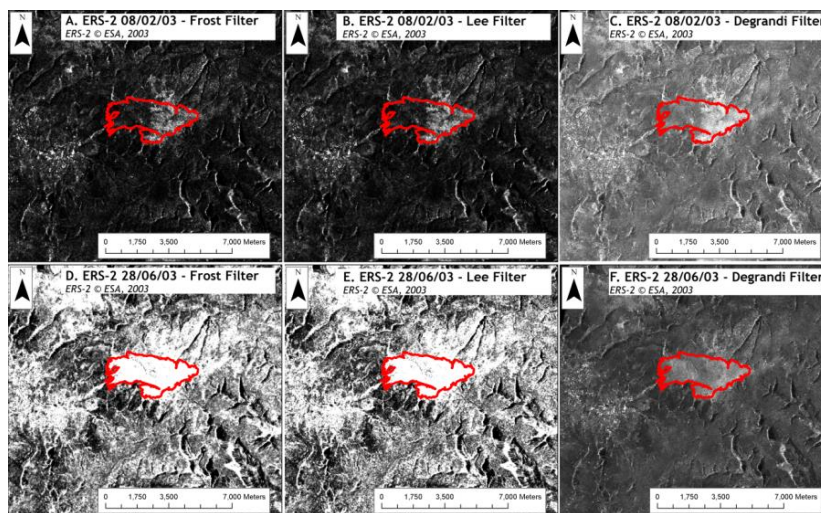 N
A. ERS-2 08/02/03 - Frost Filter
ERS-2 © ESA, 2003
0 1,750 3,500 7,000 Meters
N
B. ERS-2 08/02/03 - Lee Filter
ERS-2 © ESA, 2003
0 1,750 3,500 7,000 Meters
N
C. ERS-2 08/02/03 - Degrandi Filter
ERS-2 © ESA, 2003
0 1,750 3,500 7,000 Meters
N
D. ERS-2 28/06/03 - Frost Filter
ERS-2 © ESA, 2003
0 1,750 3,500 7,000 Meters
N
E. ERS-2 28/06/03 - Lee Filter
ERS-2 © ESA, 2003
0 1,750 3,500 7,000 Meters
N
F. ERS-2 28/06/03 - Degrandi Filter
ERS-2 © ESA, 2003
0 1,750 3,500 7,000 Meters